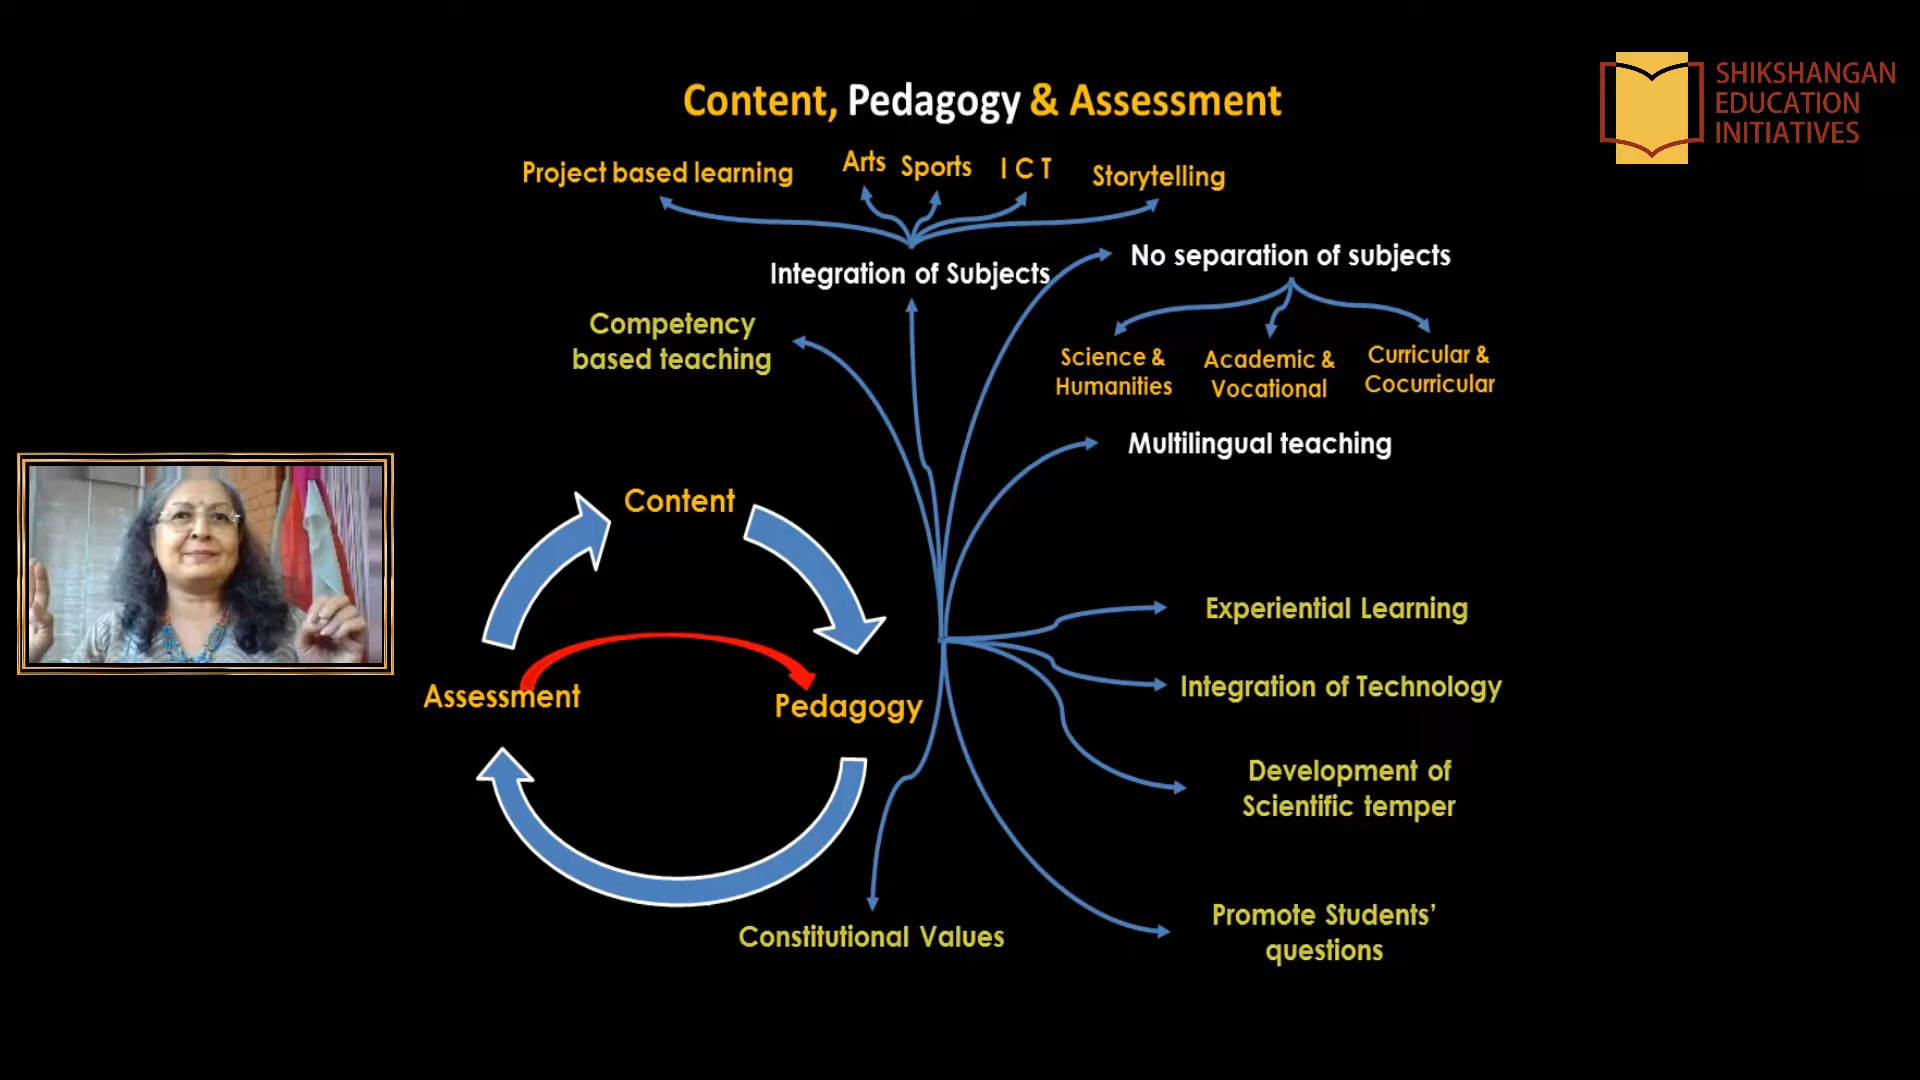 SHIKSHANGAN
EDUCATION
INITIATIVES
Content, Pedagogy & Assessment
Project based learning
Arts
Sports
I C T
Storytelling
Integration of Subjects
No separation of subjects
Competency
based teaching
Science &
Humanities
Academic &
Vocational
Curricular &
Cocurricular
Multilingual teaching
Content
Experiential Learning
Assessment
Pedagogy
Integration of Technology
Development of
Scientific temper
Constitutional Values
Promote Students’
questions